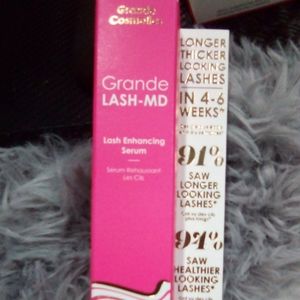 Grande
Cosmetics
Grande
LASH-MD
Lash Enhancing
Serum
Sérum Rehaussant
Les Cils
LONGER
THICKER
LOOKING
LASHES
IN 4-6
WEEKS*
91%
SAW
LONGER
LOOKING
LASHES*
94%
SAW
HEALTHIER
LOOKING
LASHES*